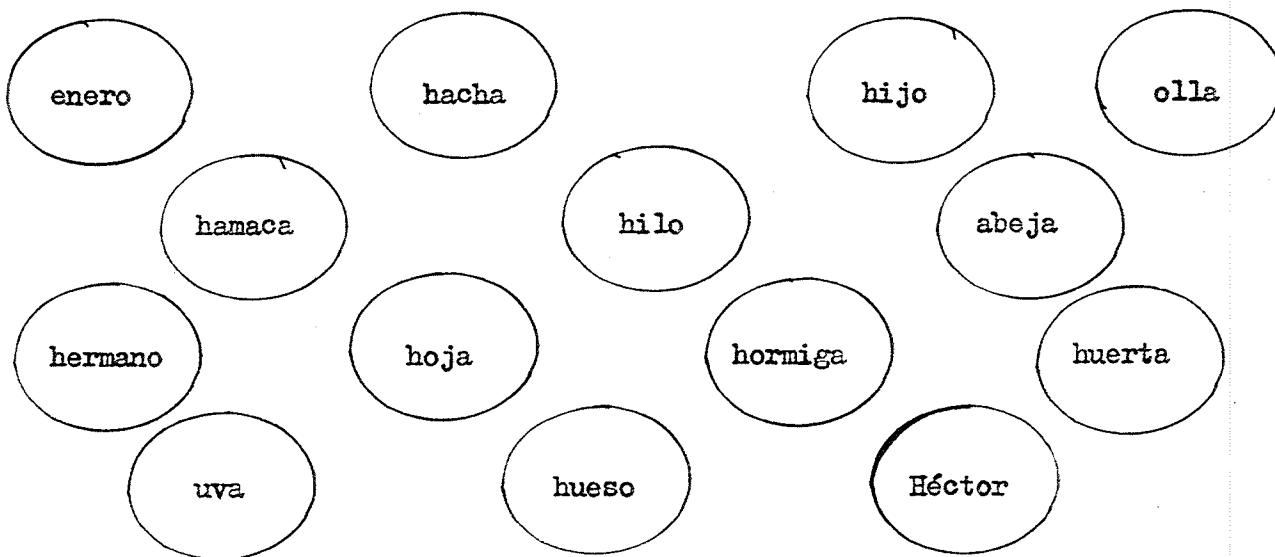 enero hacha hijo olla
hamaca hilo abeja
hermano hoja hormiga huerta
uva hueso Héctor